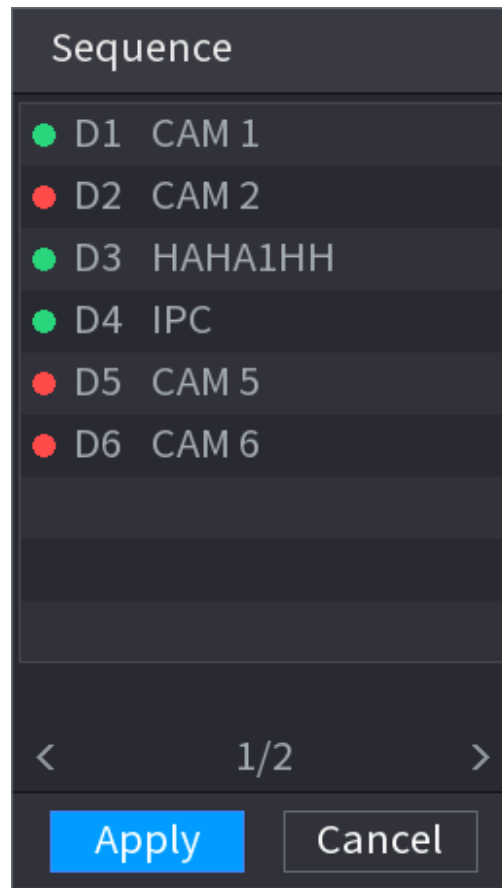 Sequence
D1 CAM 1
D2 CAM 2
D3 HAHA1HH
D4 IPC
D5 CAM 5
D6 CAM 6
< 1/2 >
Apply Cancel